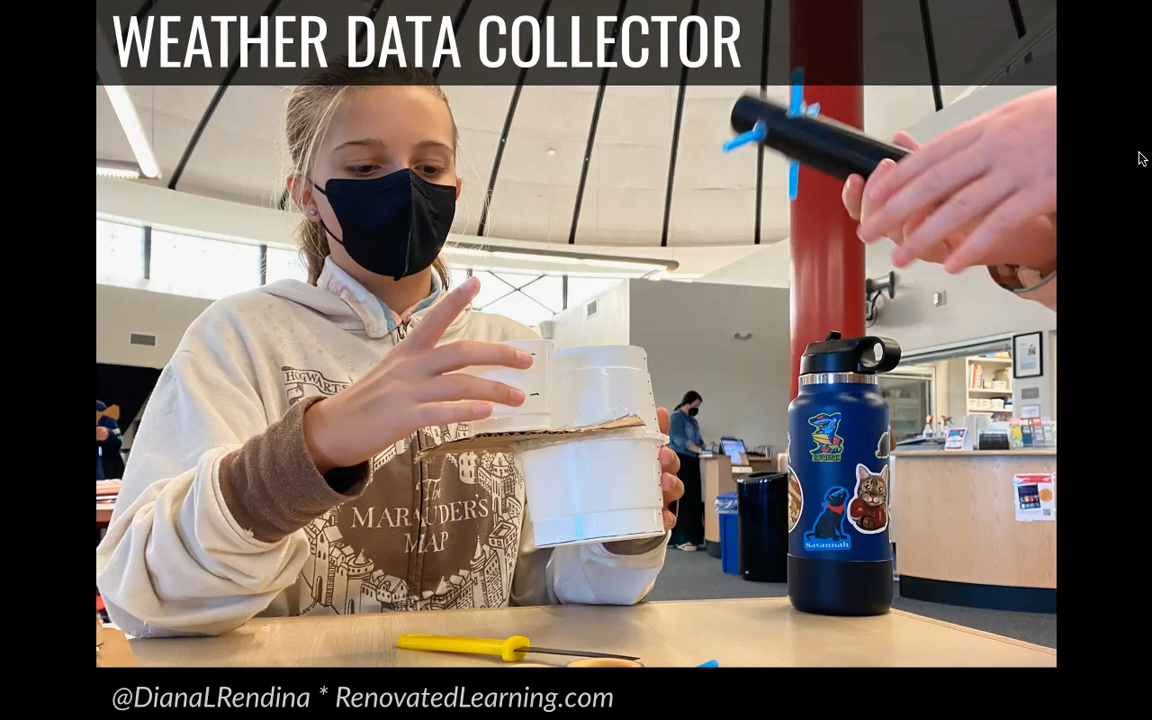 WEATHER DATA COLLECTOR
HOGWARTS
The
MARAUDER'S
MAP
Savannah
@DianaLRendina * RenovatedLearning.com